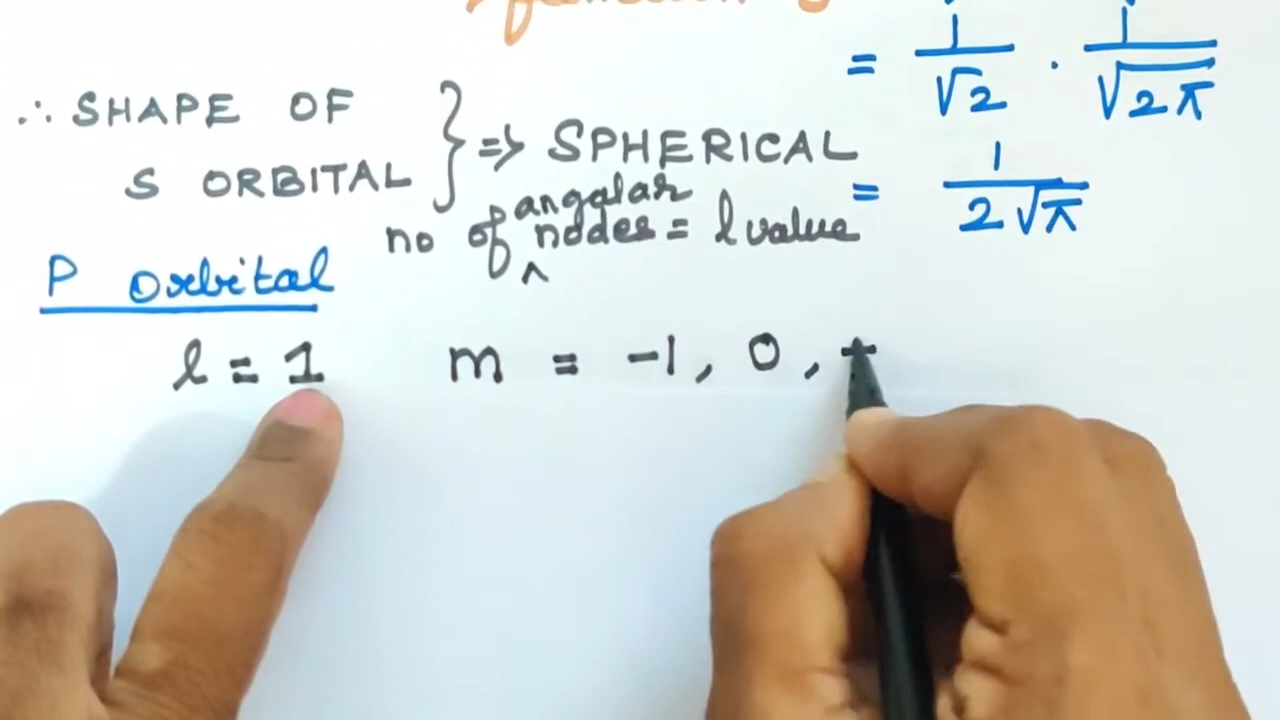 = 1/√2 · 1/√2π
∴ SHAPE OF
S ORBITAL } => SPHERICAL
= 1/2√π
angular
no of nodes = l value
^
P Orbital
l = 1 m = -1, 0, +